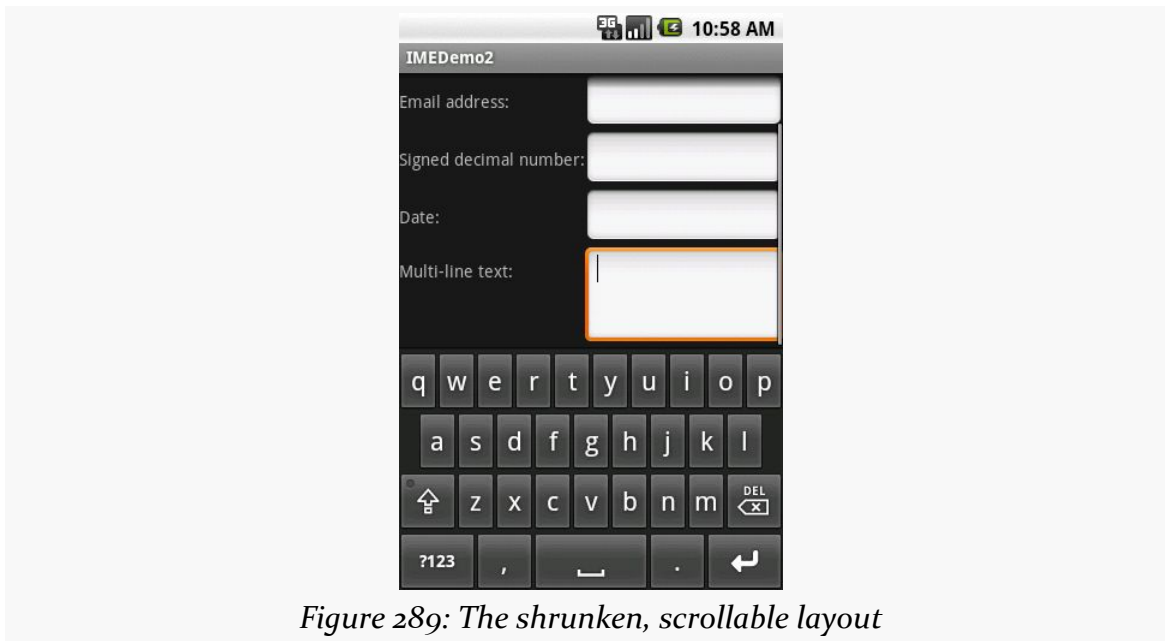 3G 10:58 AM
IMEDemo2
Email address:
Signed decimal number:
Date:
Multi-line text:
q w e r t y u i o p
a s d f g h j k l
z x c v b n m DEL
?123 , .
Figure 289: The shrunken, scrollable layout